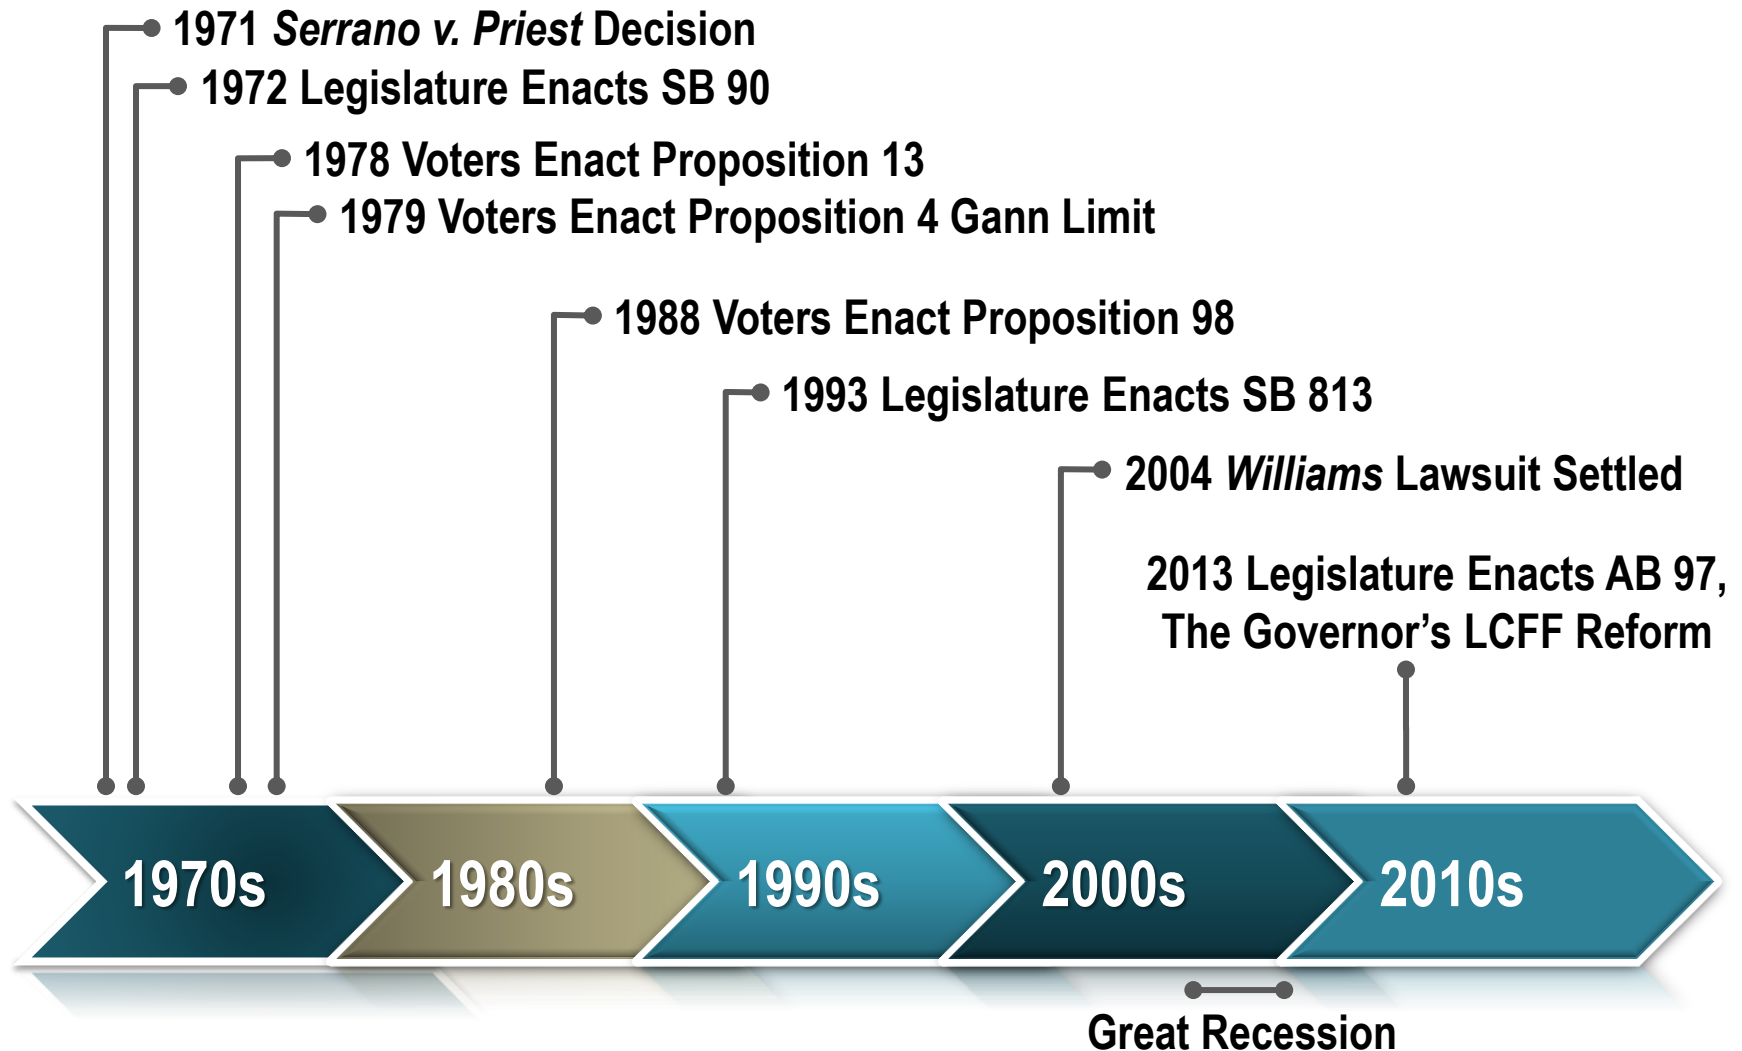 1971 Serrano v. Priest Decision
1972 Legislature Enacts SB 90
1978 Voters Enact Proposition 13
1979 Voters Enact Proposition 4 Gann Limit
1988 Voters Enact Proposition 98
1993 Legislature Enacts SB 813
2004 Williams Lawsuit Settled
2013 Legislature Enacts AB 97,
The Governor’s LCFF Reform
1970s
1980s
1990s
2000s
2010s
Great Recession